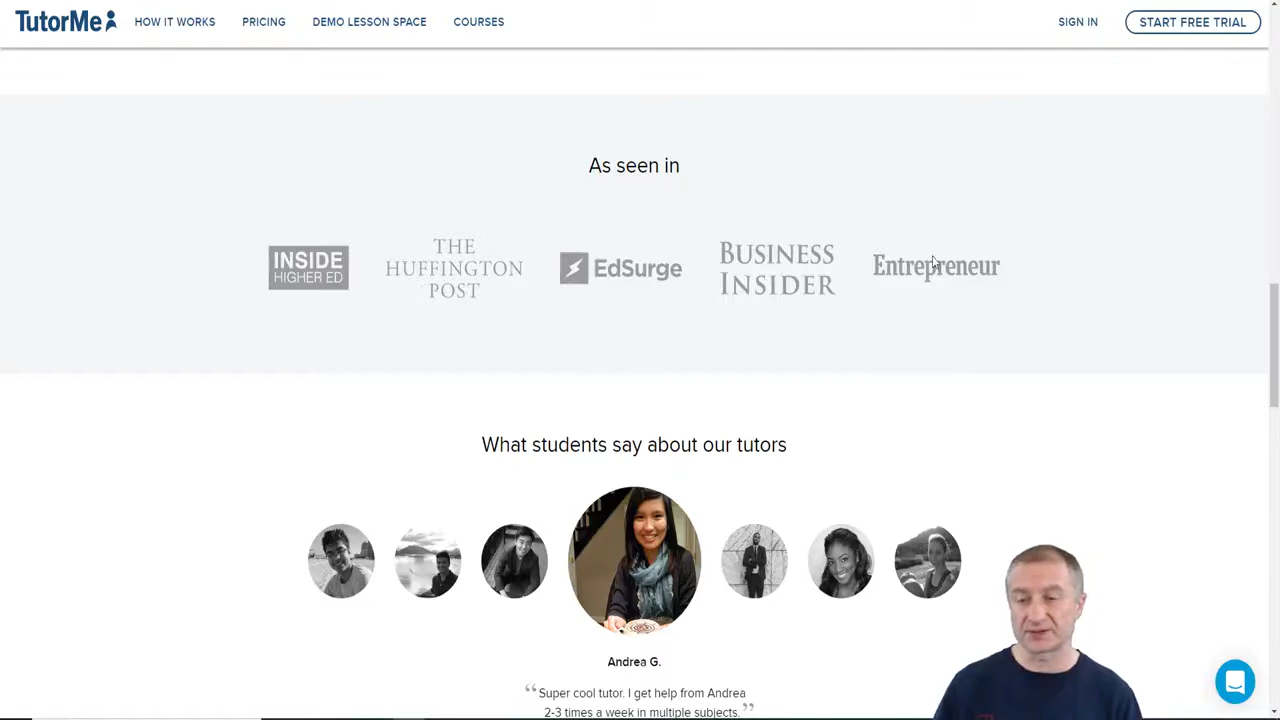 TutorMe HOW IT WORKS PRICING DEMO LESSON SPACE COURSES SIGN IN START FREE TRIAL
As seen in
INSIDE
HIGHER ED
THE
HUFFINGTON
POST
EdSurge
BUSINESS
INSIDER
Entrepreneur
What students say about our tutors
Andrea G.
“Super cool tutor. I get help from Andrea
2-3 times a week in multiple subjects.”